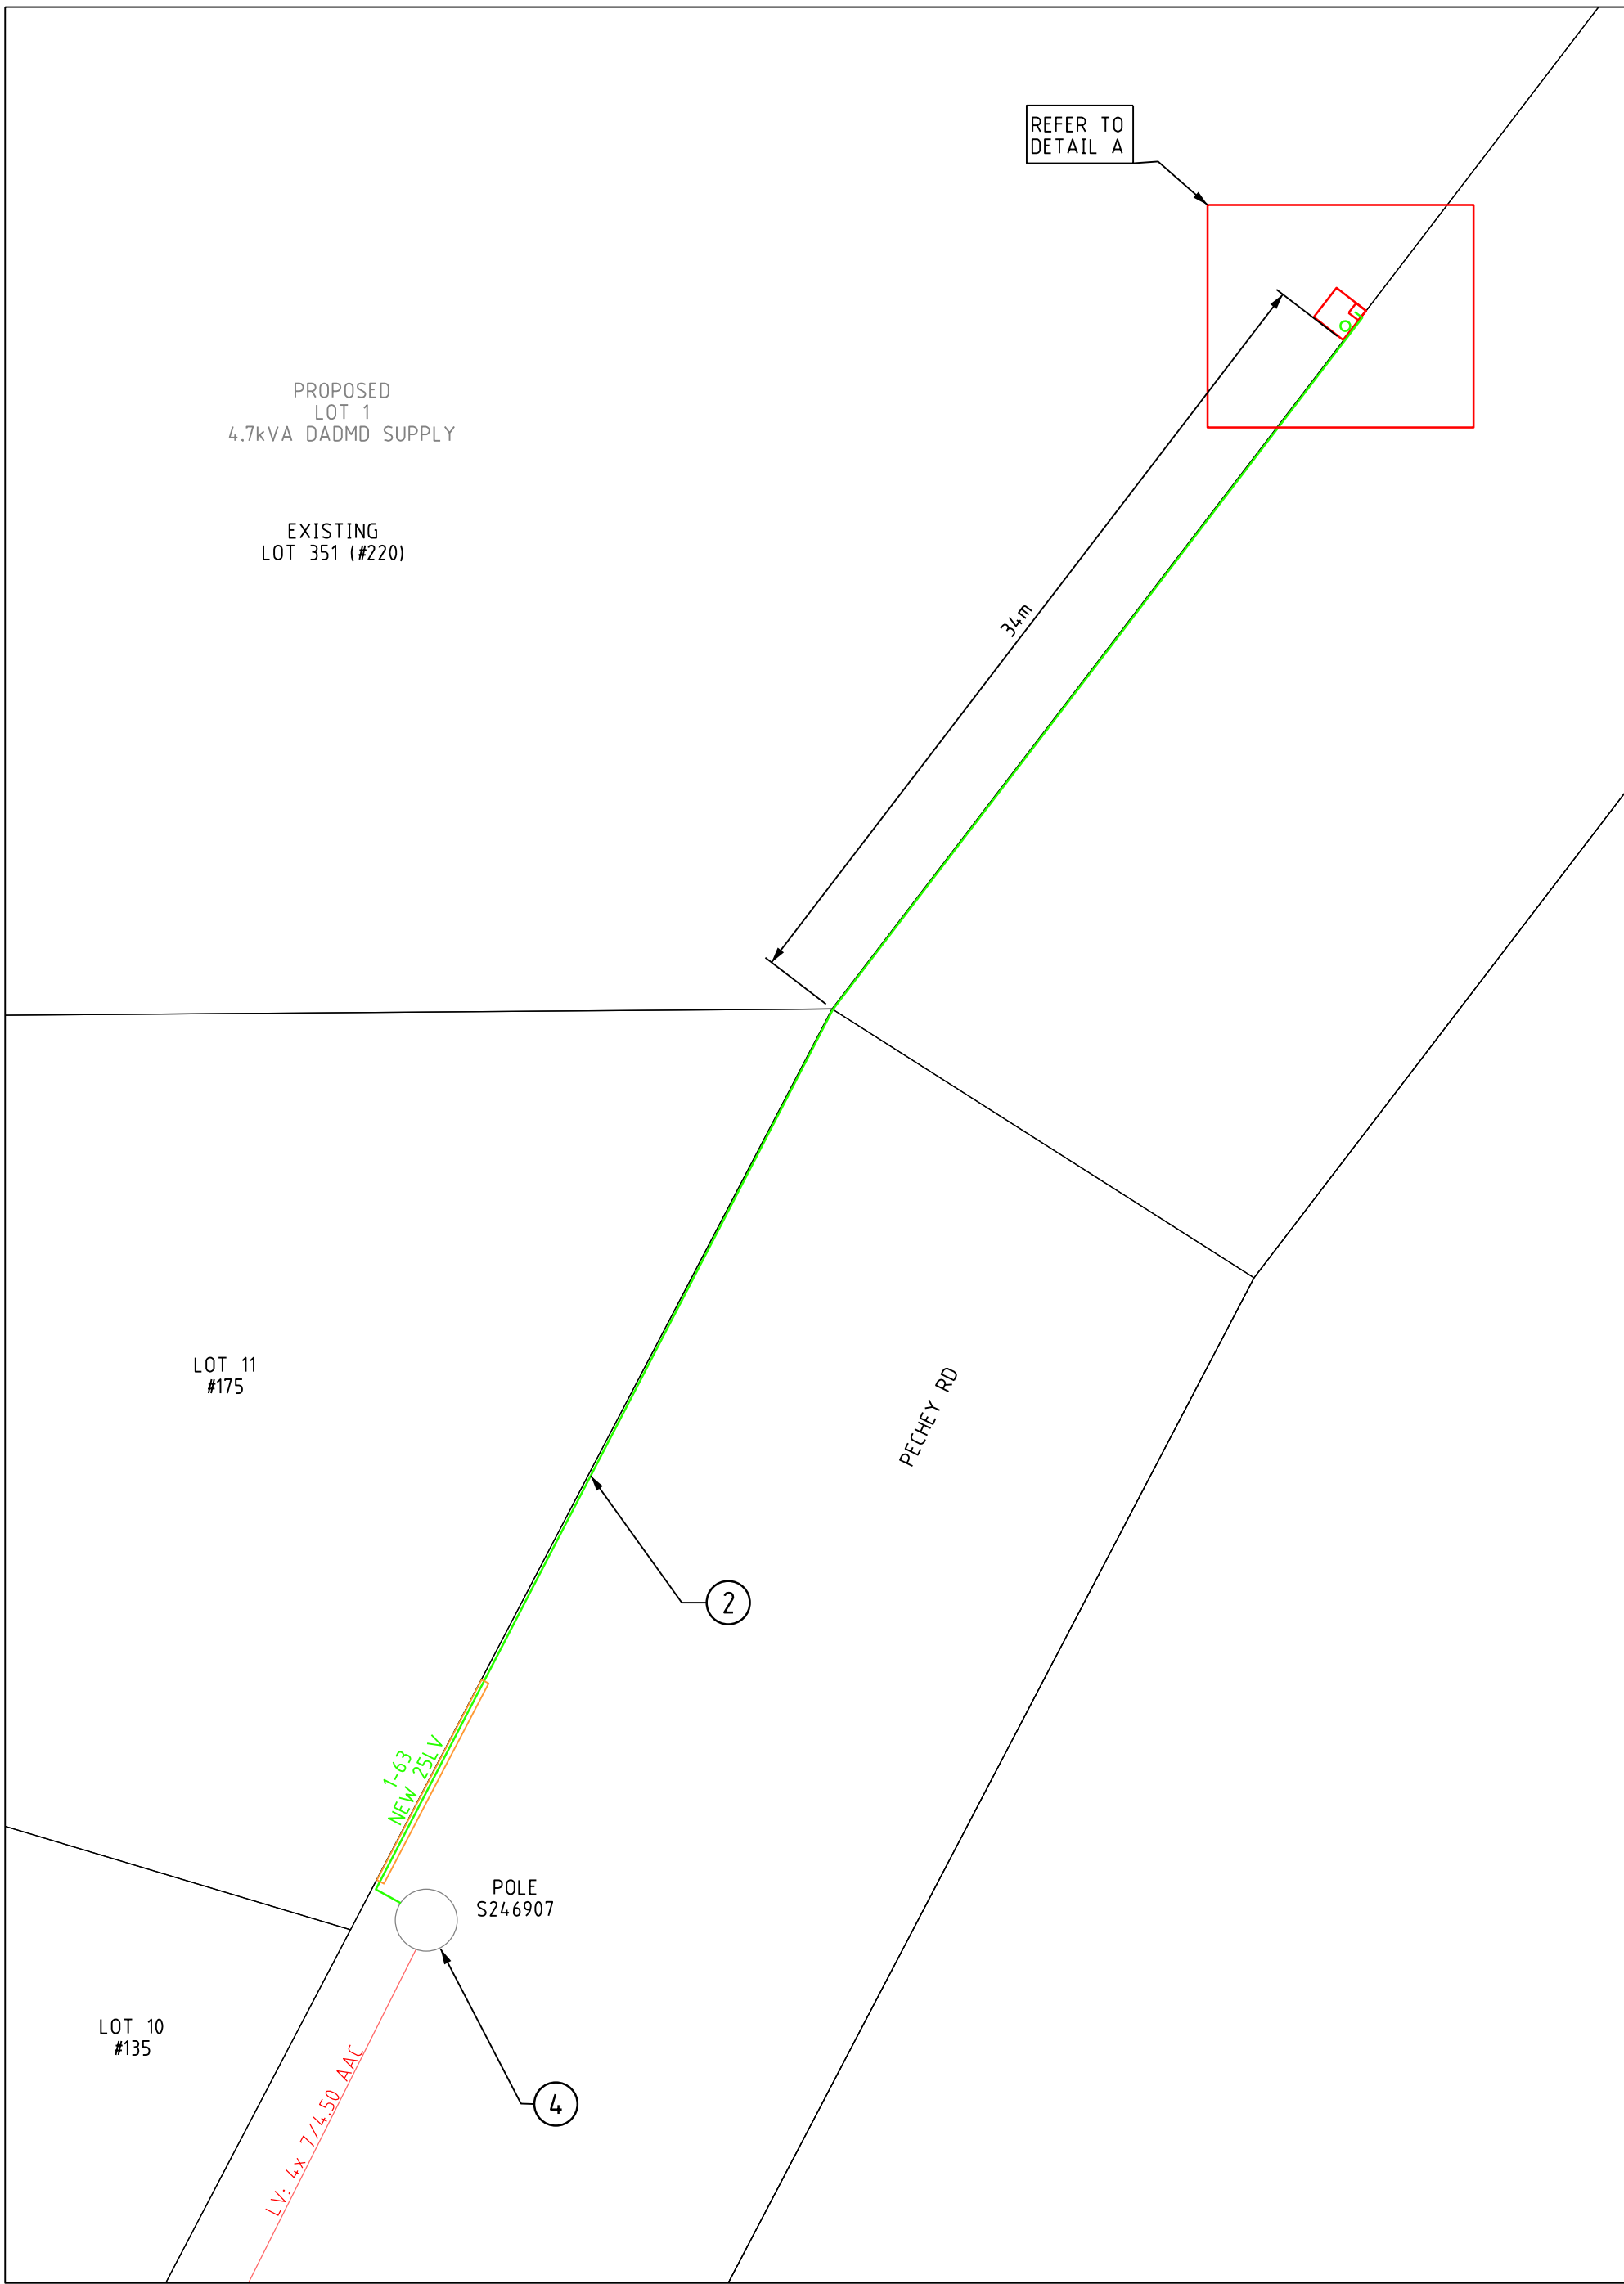 REFER TO
DETAIL A
PROPOSED
LOT 1
4.7kVA DADMD SUPPLY
EXISTING
LOT 351 (#220)
34m
LOT 11
#175
PECHEY RD
2
1-63
NEW 25LV
POLE
S246907
LOT 10
#135
4
LV: 4x 7/4.50 AAC